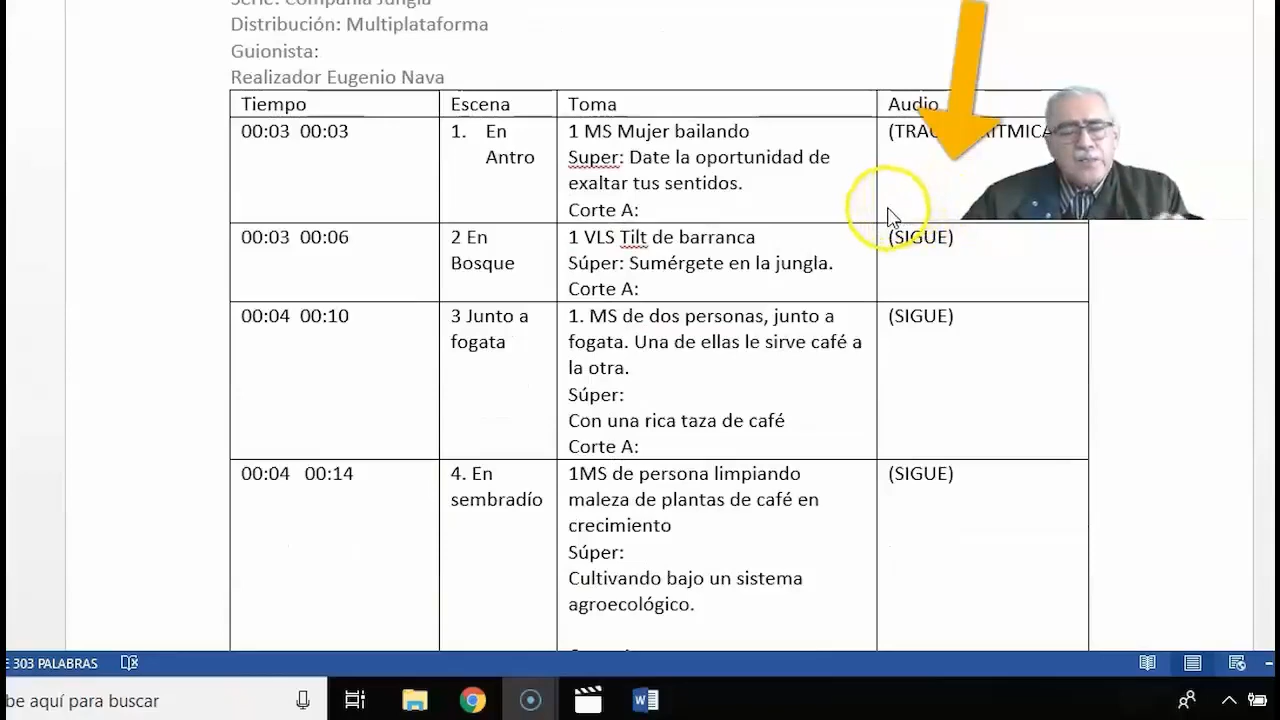 Serie: Compañía Jungla
Distribución: Multiplataforma
Guionista:
Realizador Eugenio Nava
Tiempo
Escena
Toma
Audio
00:03 00:03
1. En
Antro
1 MS Mujer bailando
Super: Date la oportunidad de
exaltar tus sentidos.
Corte A:
00:03 00:06
2 En
Bosque
1 VLS Tilt de barranca
Súper: Sumérgete en la jungla.
Corte A:
(SIGUE)
00:04 00:10
3 Junto a
fogata
1. MS de dos personas, junto a
fogata. Una de ellas le sirve café a
la otra.
Súper:
Con una rica taza de café
Corte A:
(SIGUE)
00:04 00:14
4. En
sembradío
1MS de persona limpiando
maleza de plantas de café en
crecimiento
Súper:
Cultivando bajo un sistema
agroecológico.
(SIGUE)
303 PALABRAS
be aquí para buscar